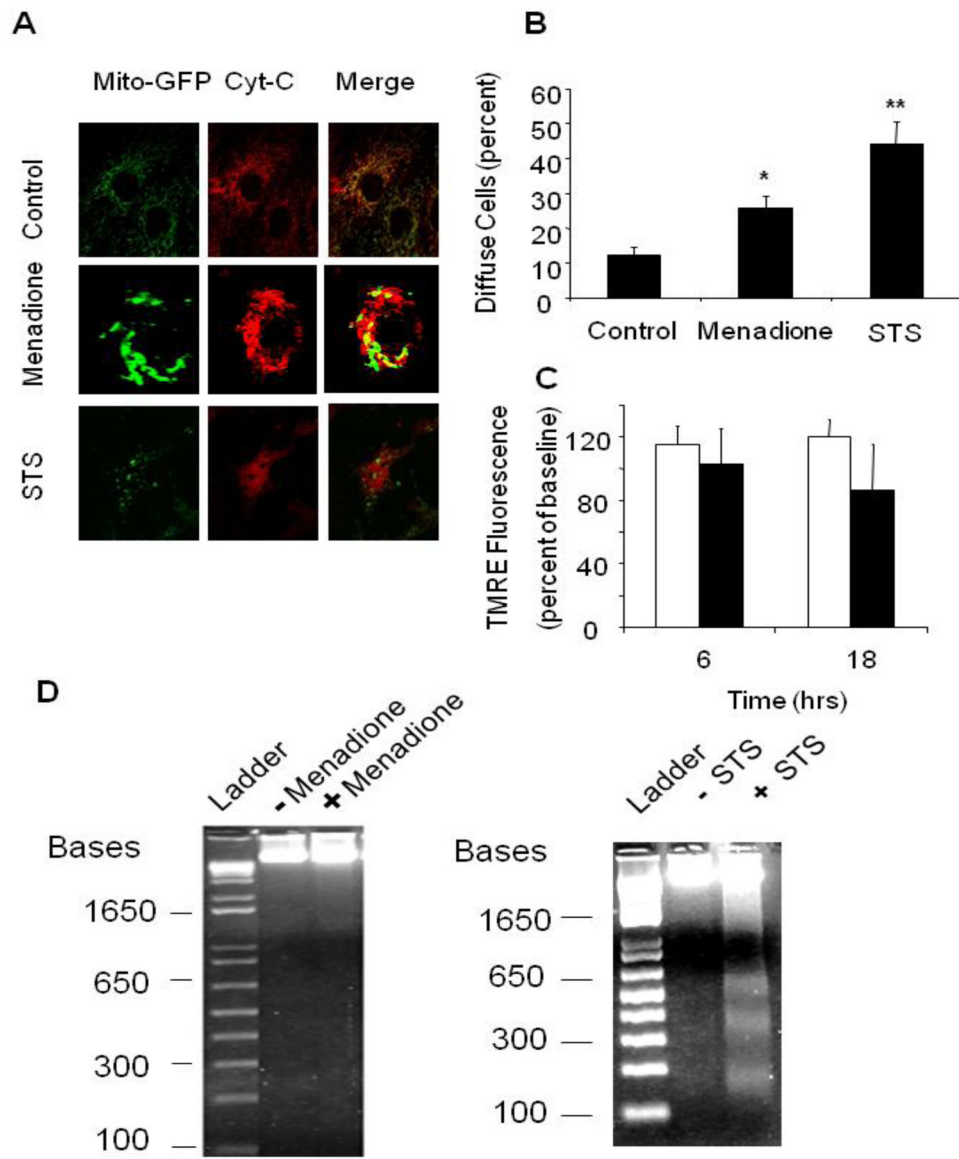 A
Mito-GFP Cyt-C Merge
Control
Menadione
STS
B
Diffuse Cells (percent)
60
50
40
30
20
10
0
*
**
Control Menadione STS
C
TMRE Fluorescence
(percent of baseline)
120
80
40
0
6 18
Time (hrs)
D
Ladder
- Menadione
+ Menadione
Bases
1650
650
300
100
Ladder
- STS
+ STS
Bases
1650
650
300
100